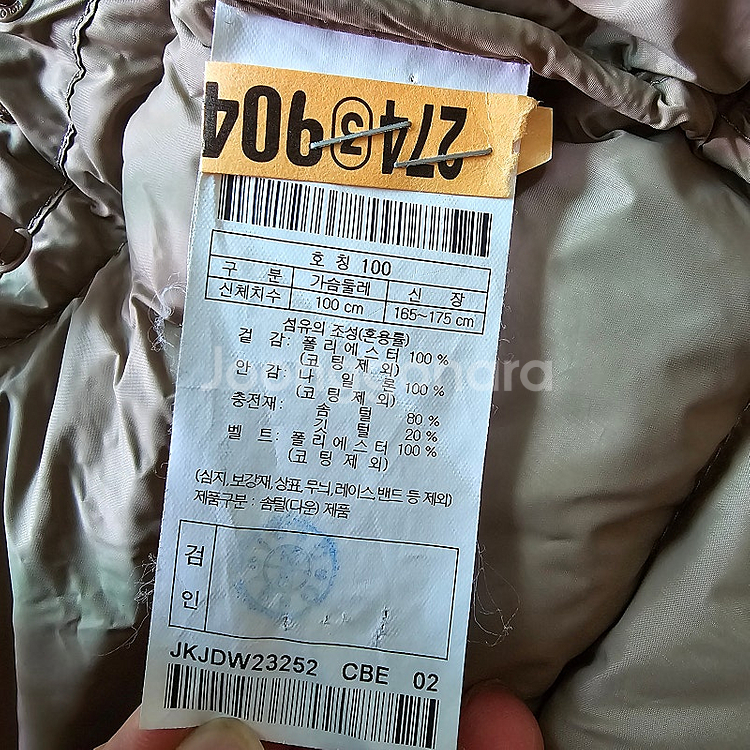 274 S 904
호 칭 100
구 분 가슴둘레 신 장
신체치수 100 cm 165~175 cm
섬유의 조성(혼용률)
겉 감 : 폴 리 에 스 터 100 %
(코 팅 제 외)
안 감 : 나 일 론 100 %
(코 팅 제 외)
충전재 : 솜 털 80 %
깃 털 20 %
벨 트 : 폴 리 에 스 터 100 %
(코 팅 제 외)
(심지,보강재,상표,무늬,레이스,밴드 등 제외)
제품구분 : 솜털(다운) 제품
검
인
JKJDW23252 CBE 02
Joonggonara